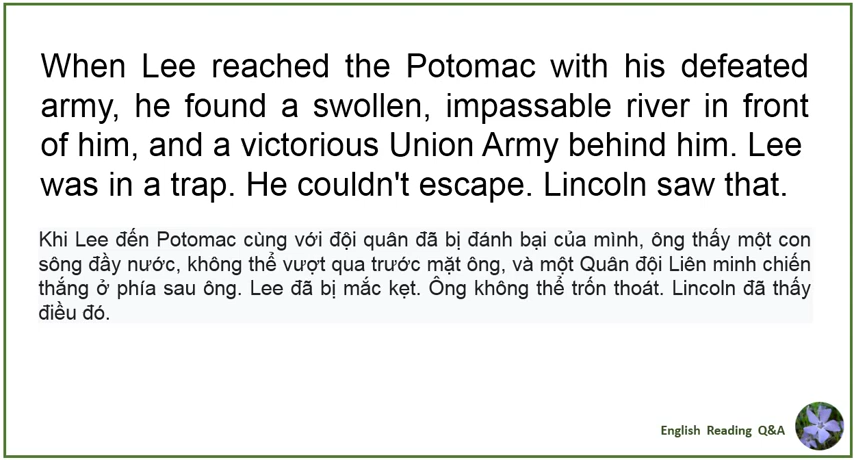 When Lee reached the Potomac with his defeated
army, he found a swollen, impassable river in front
of him, and a victorious Union Army behind him. Lee
was in a trap. He couldn't escape. Lincoln saw that.
Khi Lee đến Potomac cùng với đội quân đã bị đánh bại của mình, ông thấy một con
sông đầy nước, không thể vượt qua trước mặt ông, và một Quân đội Liên minh chiến
thắng ở phía sau ông. Lee đã bị mắc kẹt. Ông không thể trốn thoát. Lincoln đã thấy
điều đó.
English Reading Q&A